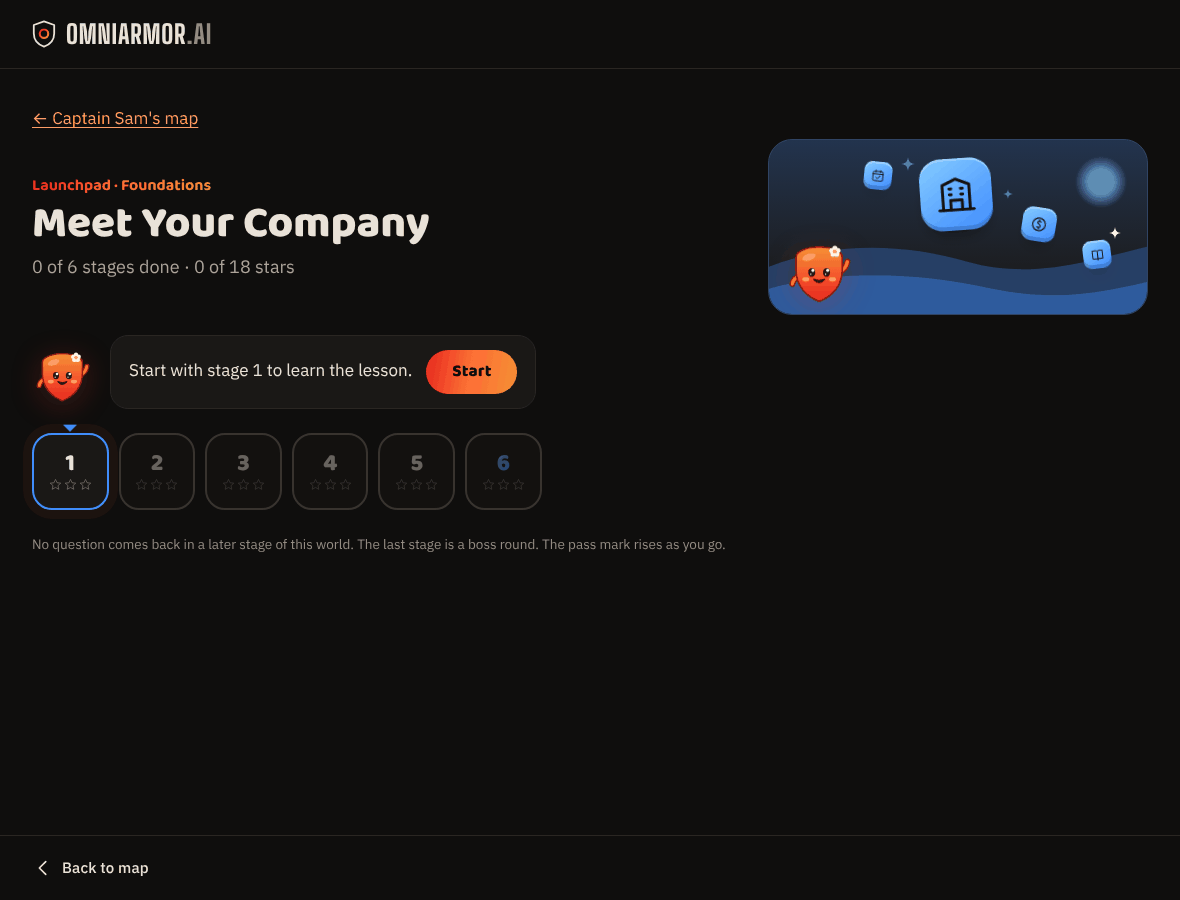 OMNIARMOR.AI
← Captain Sam's map
Launchpad · Foundations
Meet Your Company
0 of 6 stages done · 0 of 18 stars
Start with stage 1 to learn the lesson.
Start
1
2
3
4
5
6
No question comes back in a later stage of this world. The last stage is a boss round. The pass mark rises as you go.
Back to map